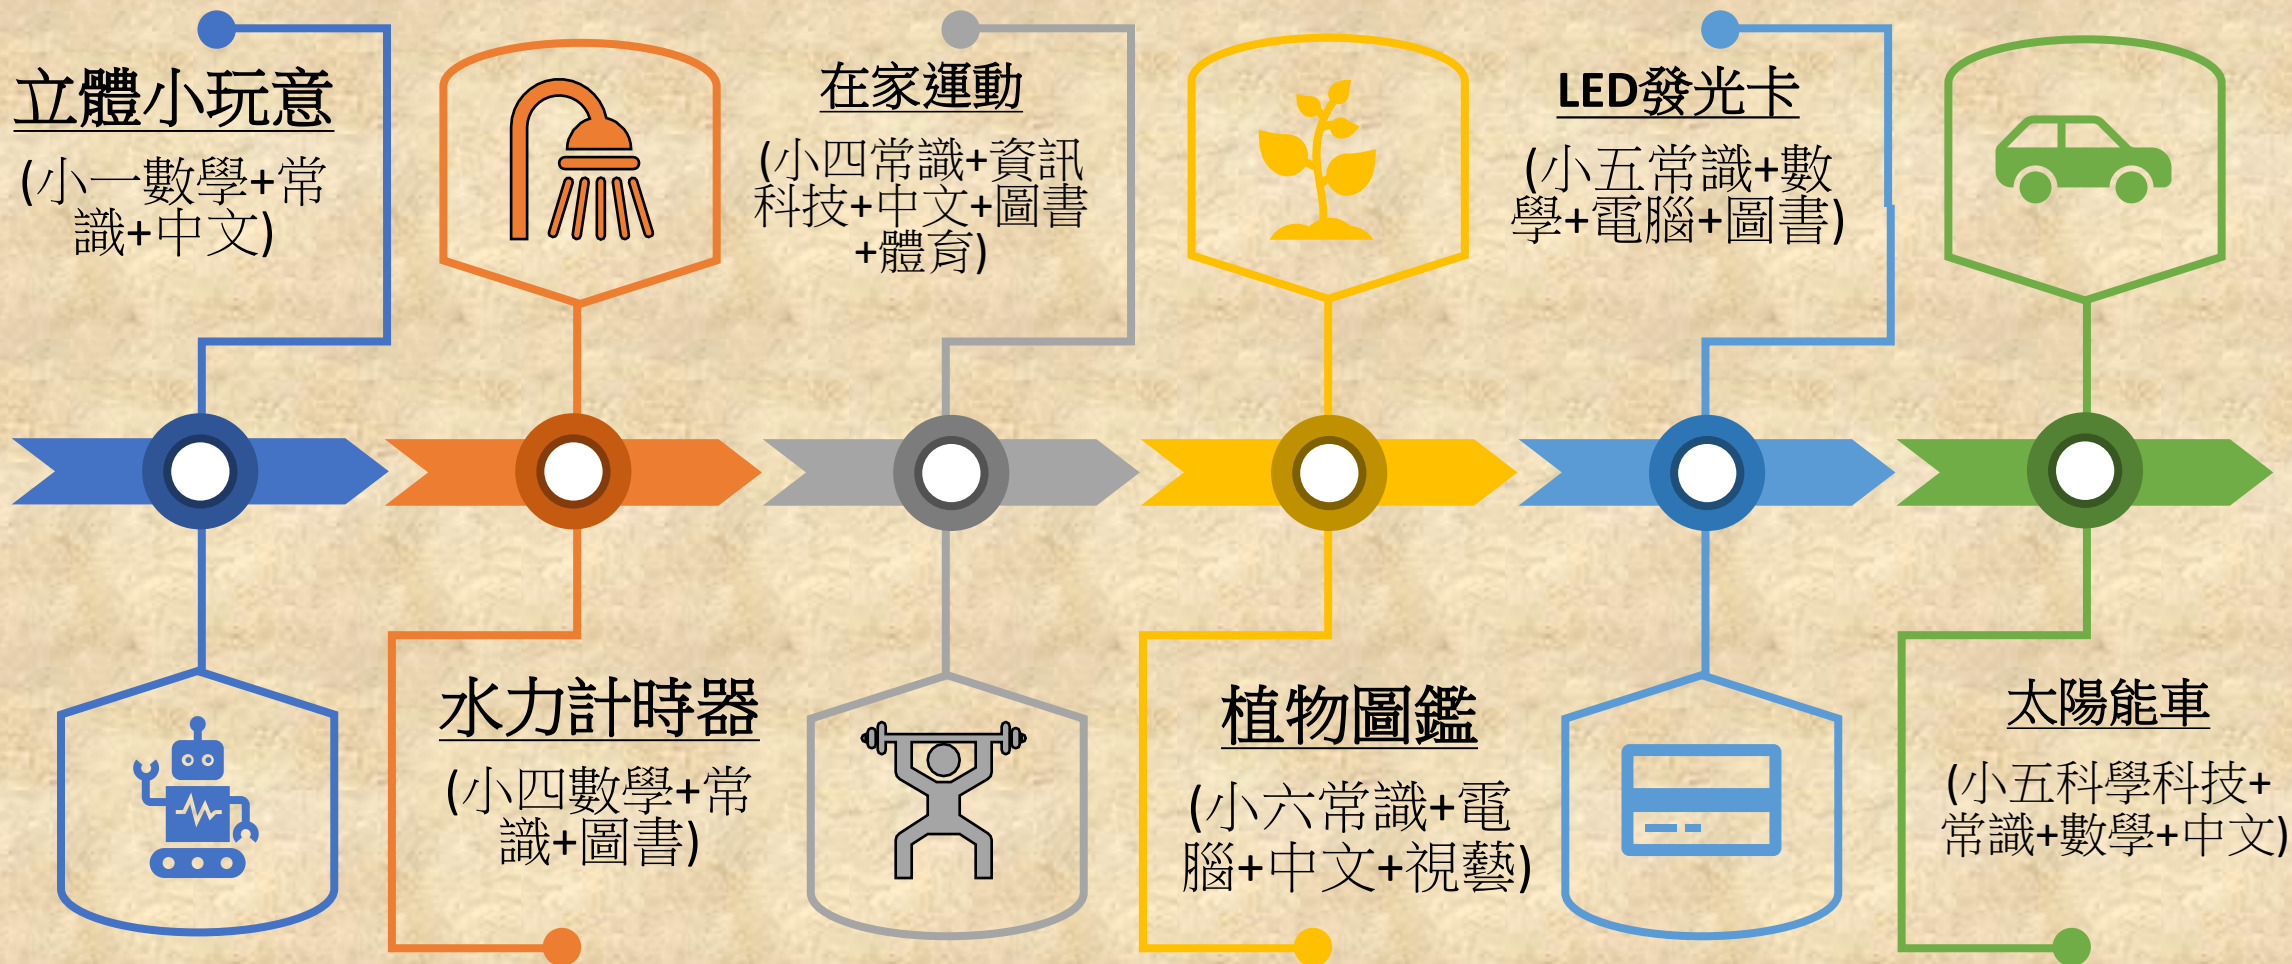 立體小玩意
(小一數學+常
識+中文)
水力計時器
(小四數學+常
識+圖書)
在家運動
(小四常識+資訊
科技+中文+圖書
+體育)
植物圖鑑
(小六常識+電
腦+中文+視藝)
LED發光卡
(小五常識+數
學+電腦+圖書)
太陽能車
(小五科學科技+
常識+數學+中文)